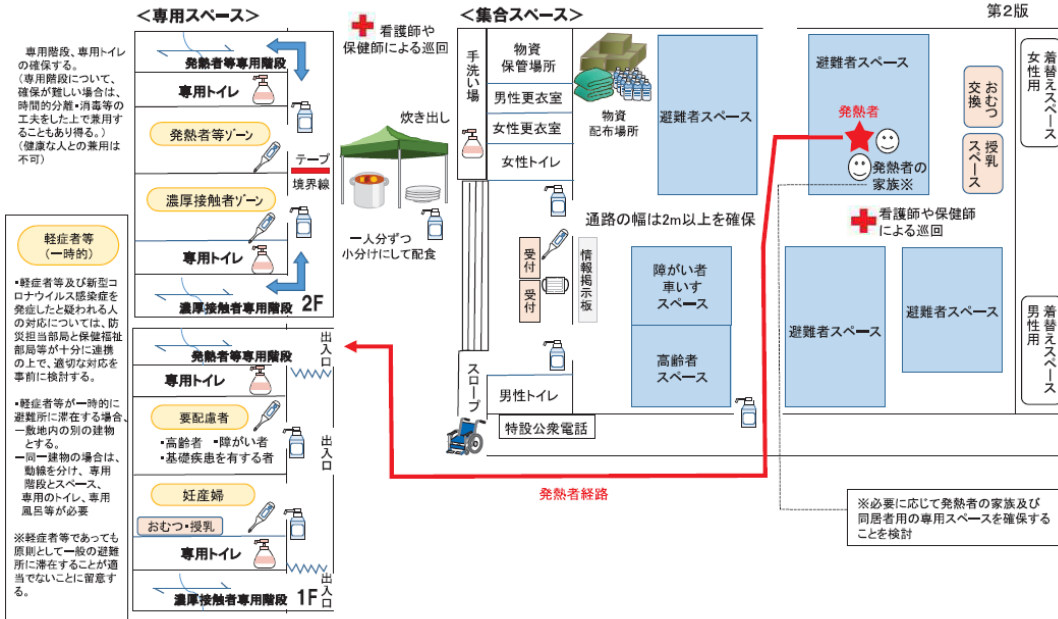 第2版
<専用スペース>
専用階段、専用トイレ
の確保する。
(専用階段について、
確保が難しい場合は、
時間的分離・消毒等の
工夫をした上で兼用す
ることもあり得る。)
(健康な人との兼用は
不可)
発熱者等専用階段
専用トイレ
発熱者等ゾーン
テープ
境界線
濃厚接触者ゾーン
専用トイレ
濃厚接触者専用階段
2F
軽症者等
(一時的)
・軽症者等及び新型コ
ロナウイルス感染症を
発症したと疑われる人
の対応については、防
災担当部局と保健福祉
部局等が十分に連携
の上で、適切な対応を
事前に検討する。
・軽症者等が一時的に
避難所に滞在する場合、
ー敷地内の別の建物
とする。
ー同一建物の場合は、
動線を分け、専用
階段とスペース、
専用のトイレ、専用
風呂等が必要
※軽症者等であっても
原則として一般の避難
所に滞在することが適
当でないことに留意す
る。
発熱者等専用階段
出入口
専用トイレ
要配慮者
・高齢者 ・障がい者
・基礎疾患を有する者
出入口
妊産婦
おむつ・授乳
専用トイレ
濃厚接触者専用階段
1F
出入口
看護師や
保健師による巡回
炊き出し
一人分ずつ
小分けにして配食
<集合スペース>
手洗い場
物資
保管場所
男性更衣室
女性更衣室
女性トイレ
物資
配布場所
避難者スペース
通路の幅は2m以上を確保
受付
受付
情報掲示板
障がい者
車いす
スペース
高齢者
スペース
スロープ
男性トイレ
特設公衆電話
発熱者経路
避難者スペース
発熱者
発熱者の
家族※
おむつ
交換
授乳
スペース
着替えスペース
女性用
看護師や保健師
による巡回
避難者スペース
避難者スペース
着替えスペース
男性用
※必要に応じて発熱者の家族及び
同居者用の専用スペースを確保する
ことを検討